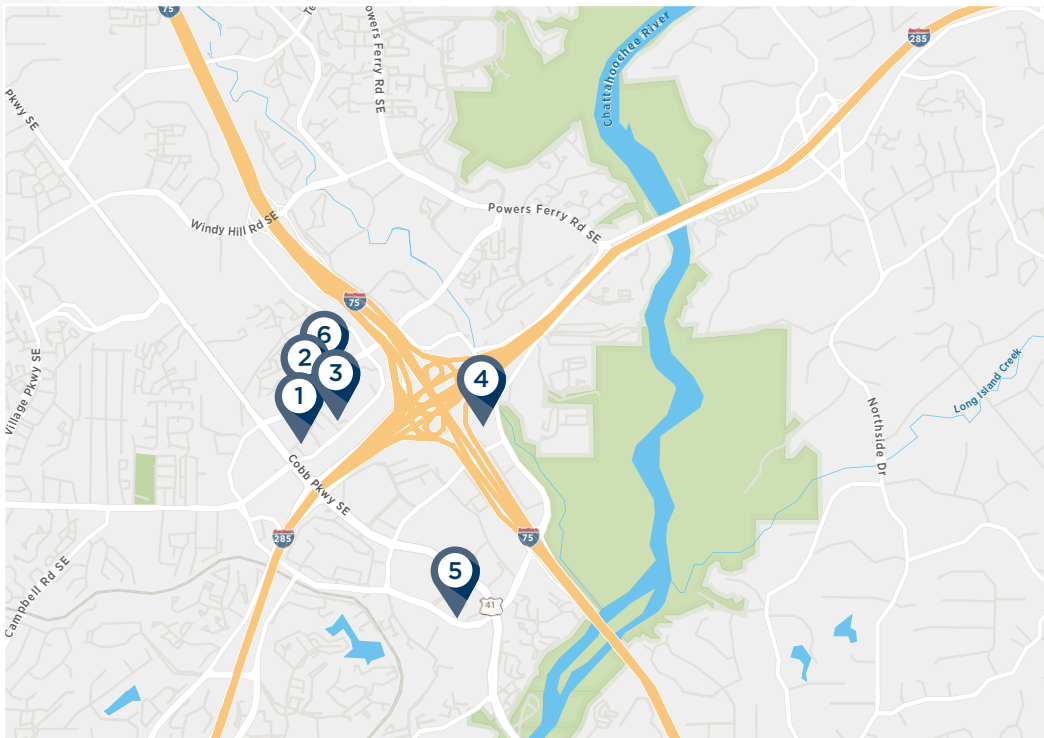 75
Powers Ferry Rd SE
Chattahoochee River
285
Pkwy SE
Windy Hill Rd SE
Powers Ferry Rd SE
75
6
2
3
4
1
Village Pkwy SE
Long Island Creek
Northside Dr
Cobb Pkwy SE
285
75
5
41
Campbell Rd SE